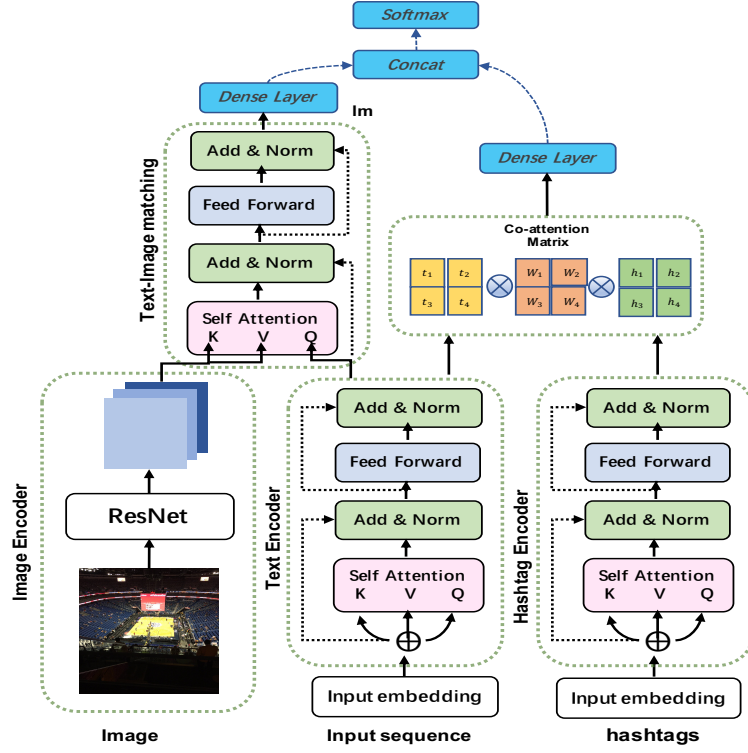 Softmax
Concat
Dense Layer
Im
Text-Image matching
Add & Norm
Feed Forward
Add & Norm
Self Attention
K V Q
Dense Layer
Co-attention
Matrix
t1 t2
t3 t4
W1 W2
W3 W4
h1 h2
h3 h4
Image Encoder
ResNet
Image
Text Encoder
Add & Norm
Feed Forward
Add & Norm
Self Attention
K V Q
Input embedding
Input sequence
Hashtag Encoder
Add & Norm
Feed Forward
Add & Norm
Self Attention
K V Q
Input embedding
hashtags